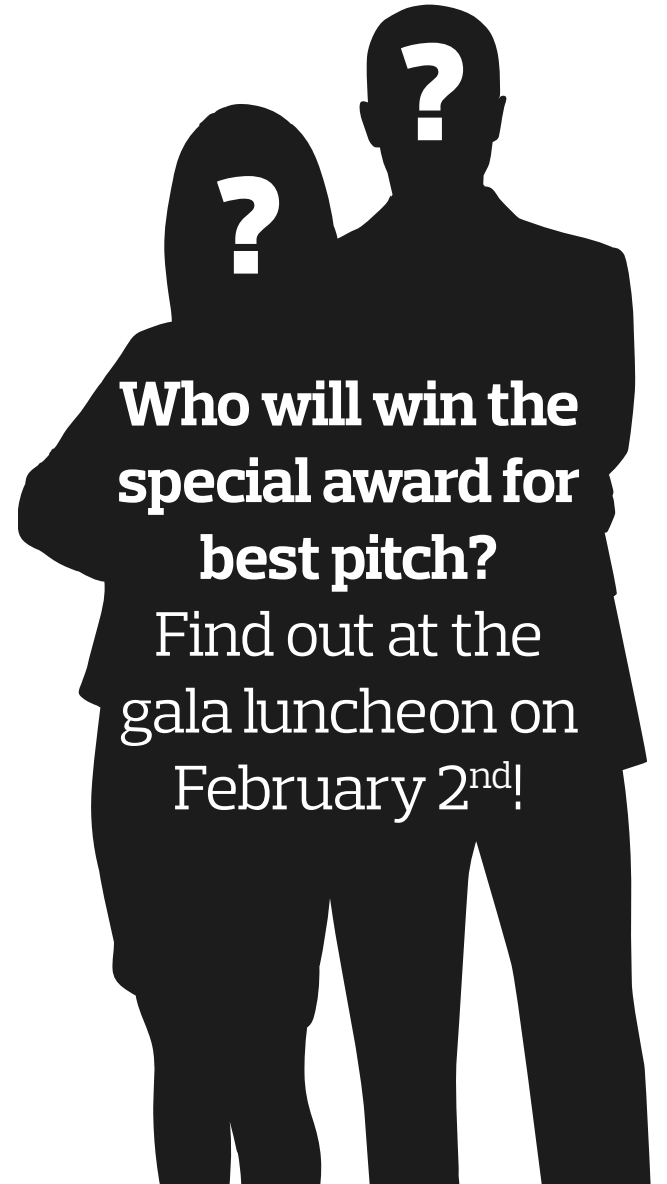 ?
?
Who will win the
special award for
best pitch?
Find out at the
gala luncheon on
February 2nd!